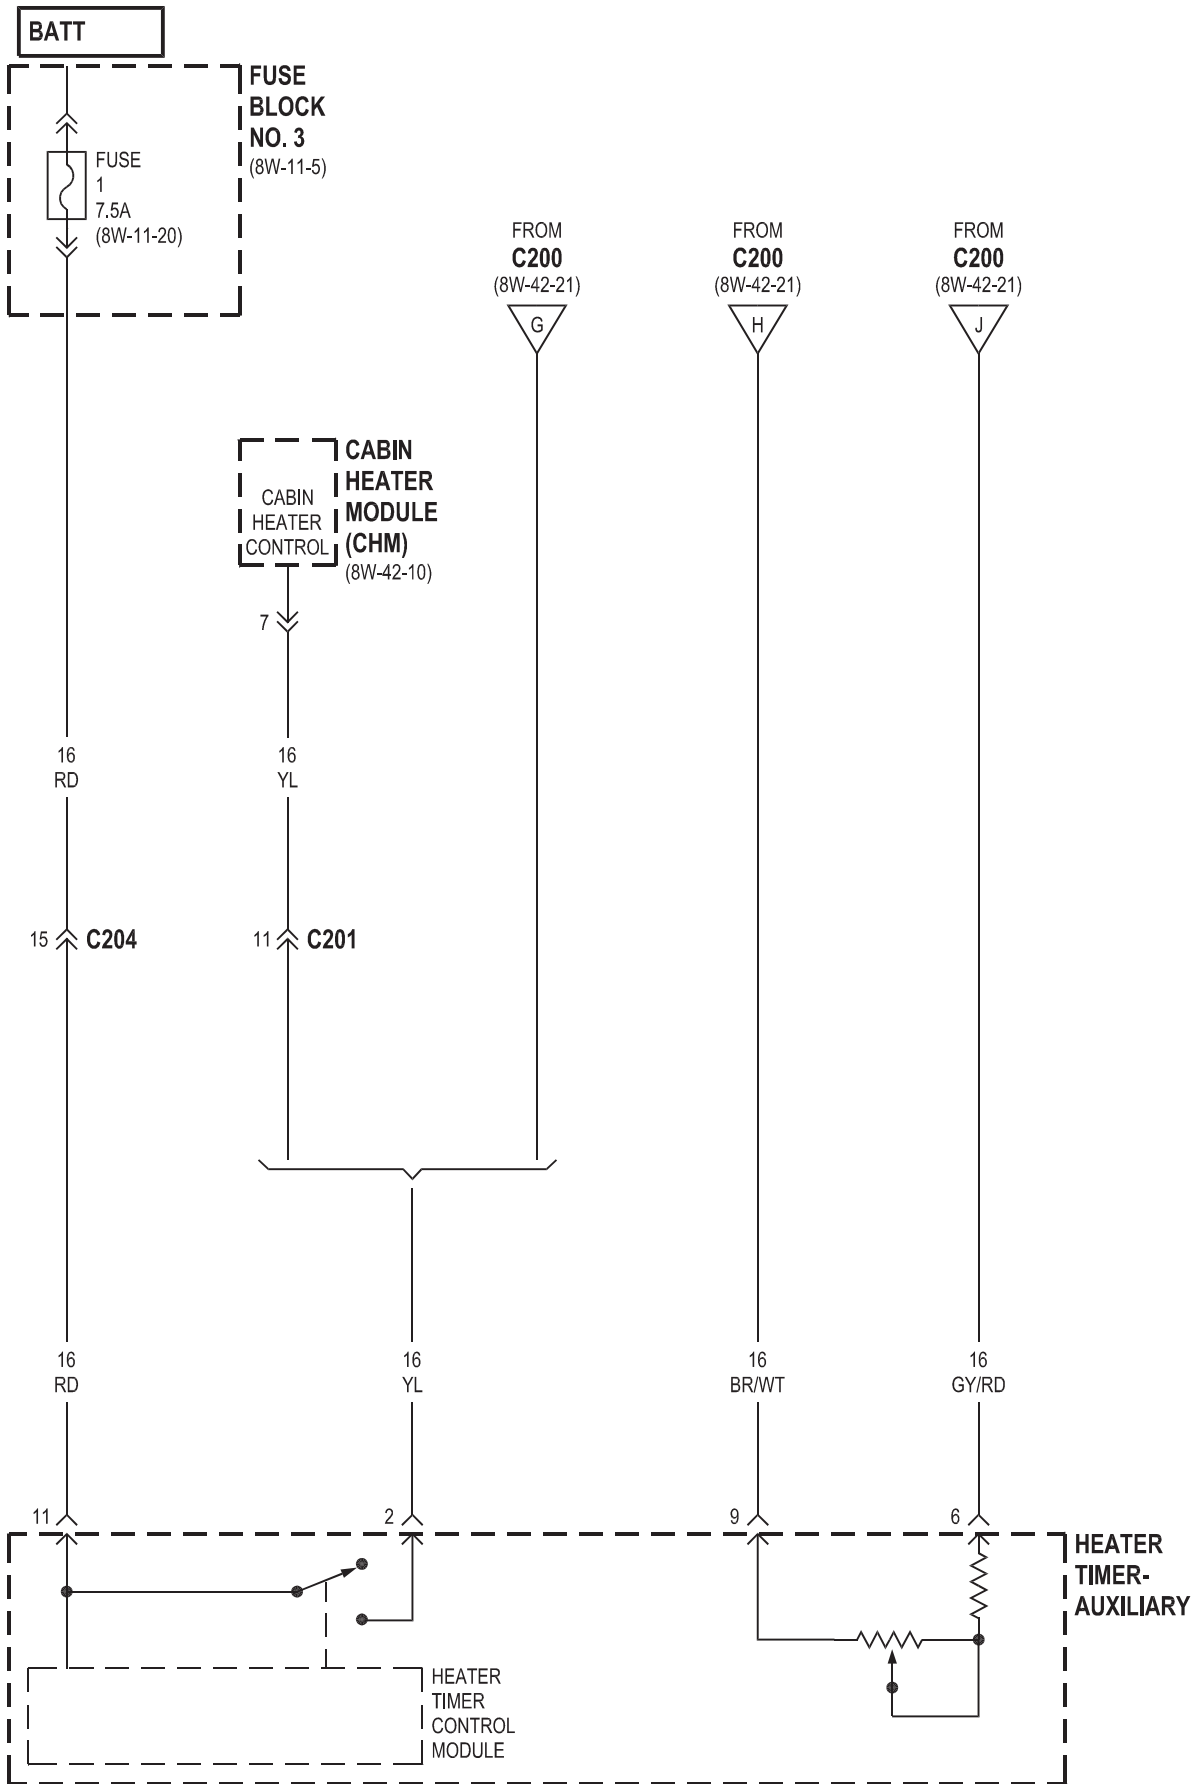 BATT
FUSE
BLOCK
NO. 3
(8W-11-5)
FUSE
1
7.5A
(8W-11-20)
FROM
C200
(8W-42-21)
G
FROM
C200
(8W-42-21)
H
FROM
C200
(8W-42-21)
J
CABIN
HEATER
CONTROL
CABIN
HEATER
MODULE
(CHM)
(8W-42-10)
7
16
RD
16
YL
15 C204
11 C201
16
RD
16
YL
16
BR/WT
16
GY/RD
11
2
9
6
HEATER
TIMER-
AUXILIARY
HEATER
TIMER
CONTROL
MODULE